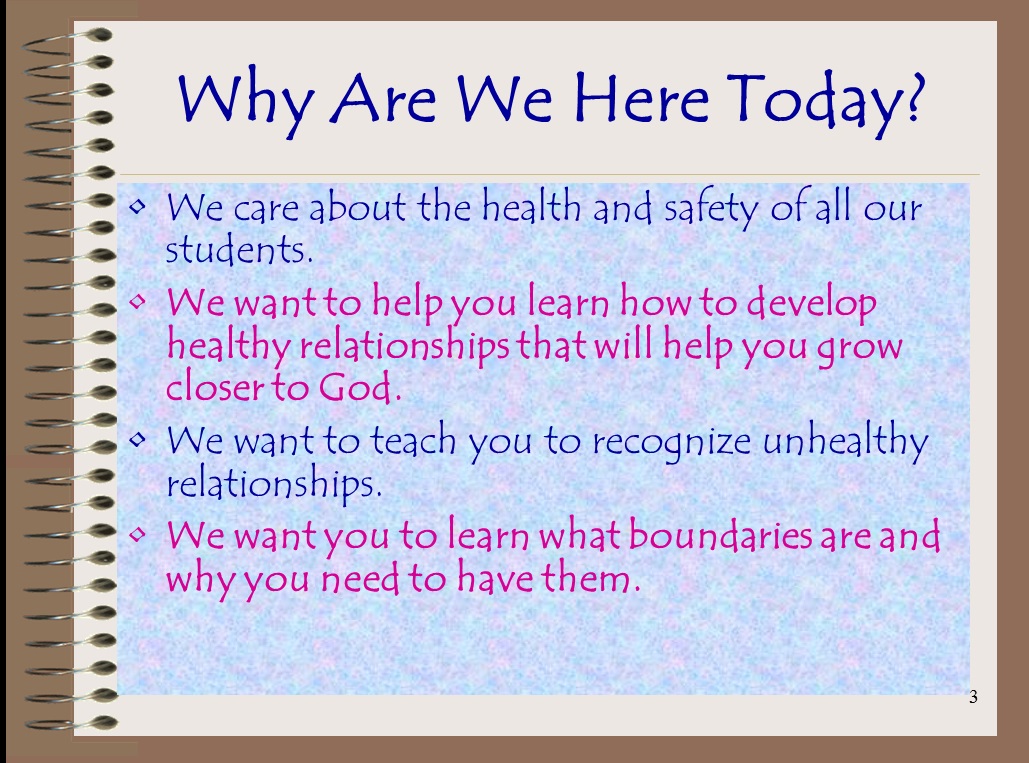 Why Are We Here Today?
⋄ We care about the health and safety of all our
students.
⋄ We want to help you learn how to develop
healthy relationships that will help you grow
closer to God.
⋄ We want to teach you to recognize unhealthy
relationships.
⋄ We want you to learn what boundaries are and
why you need to have them.
3